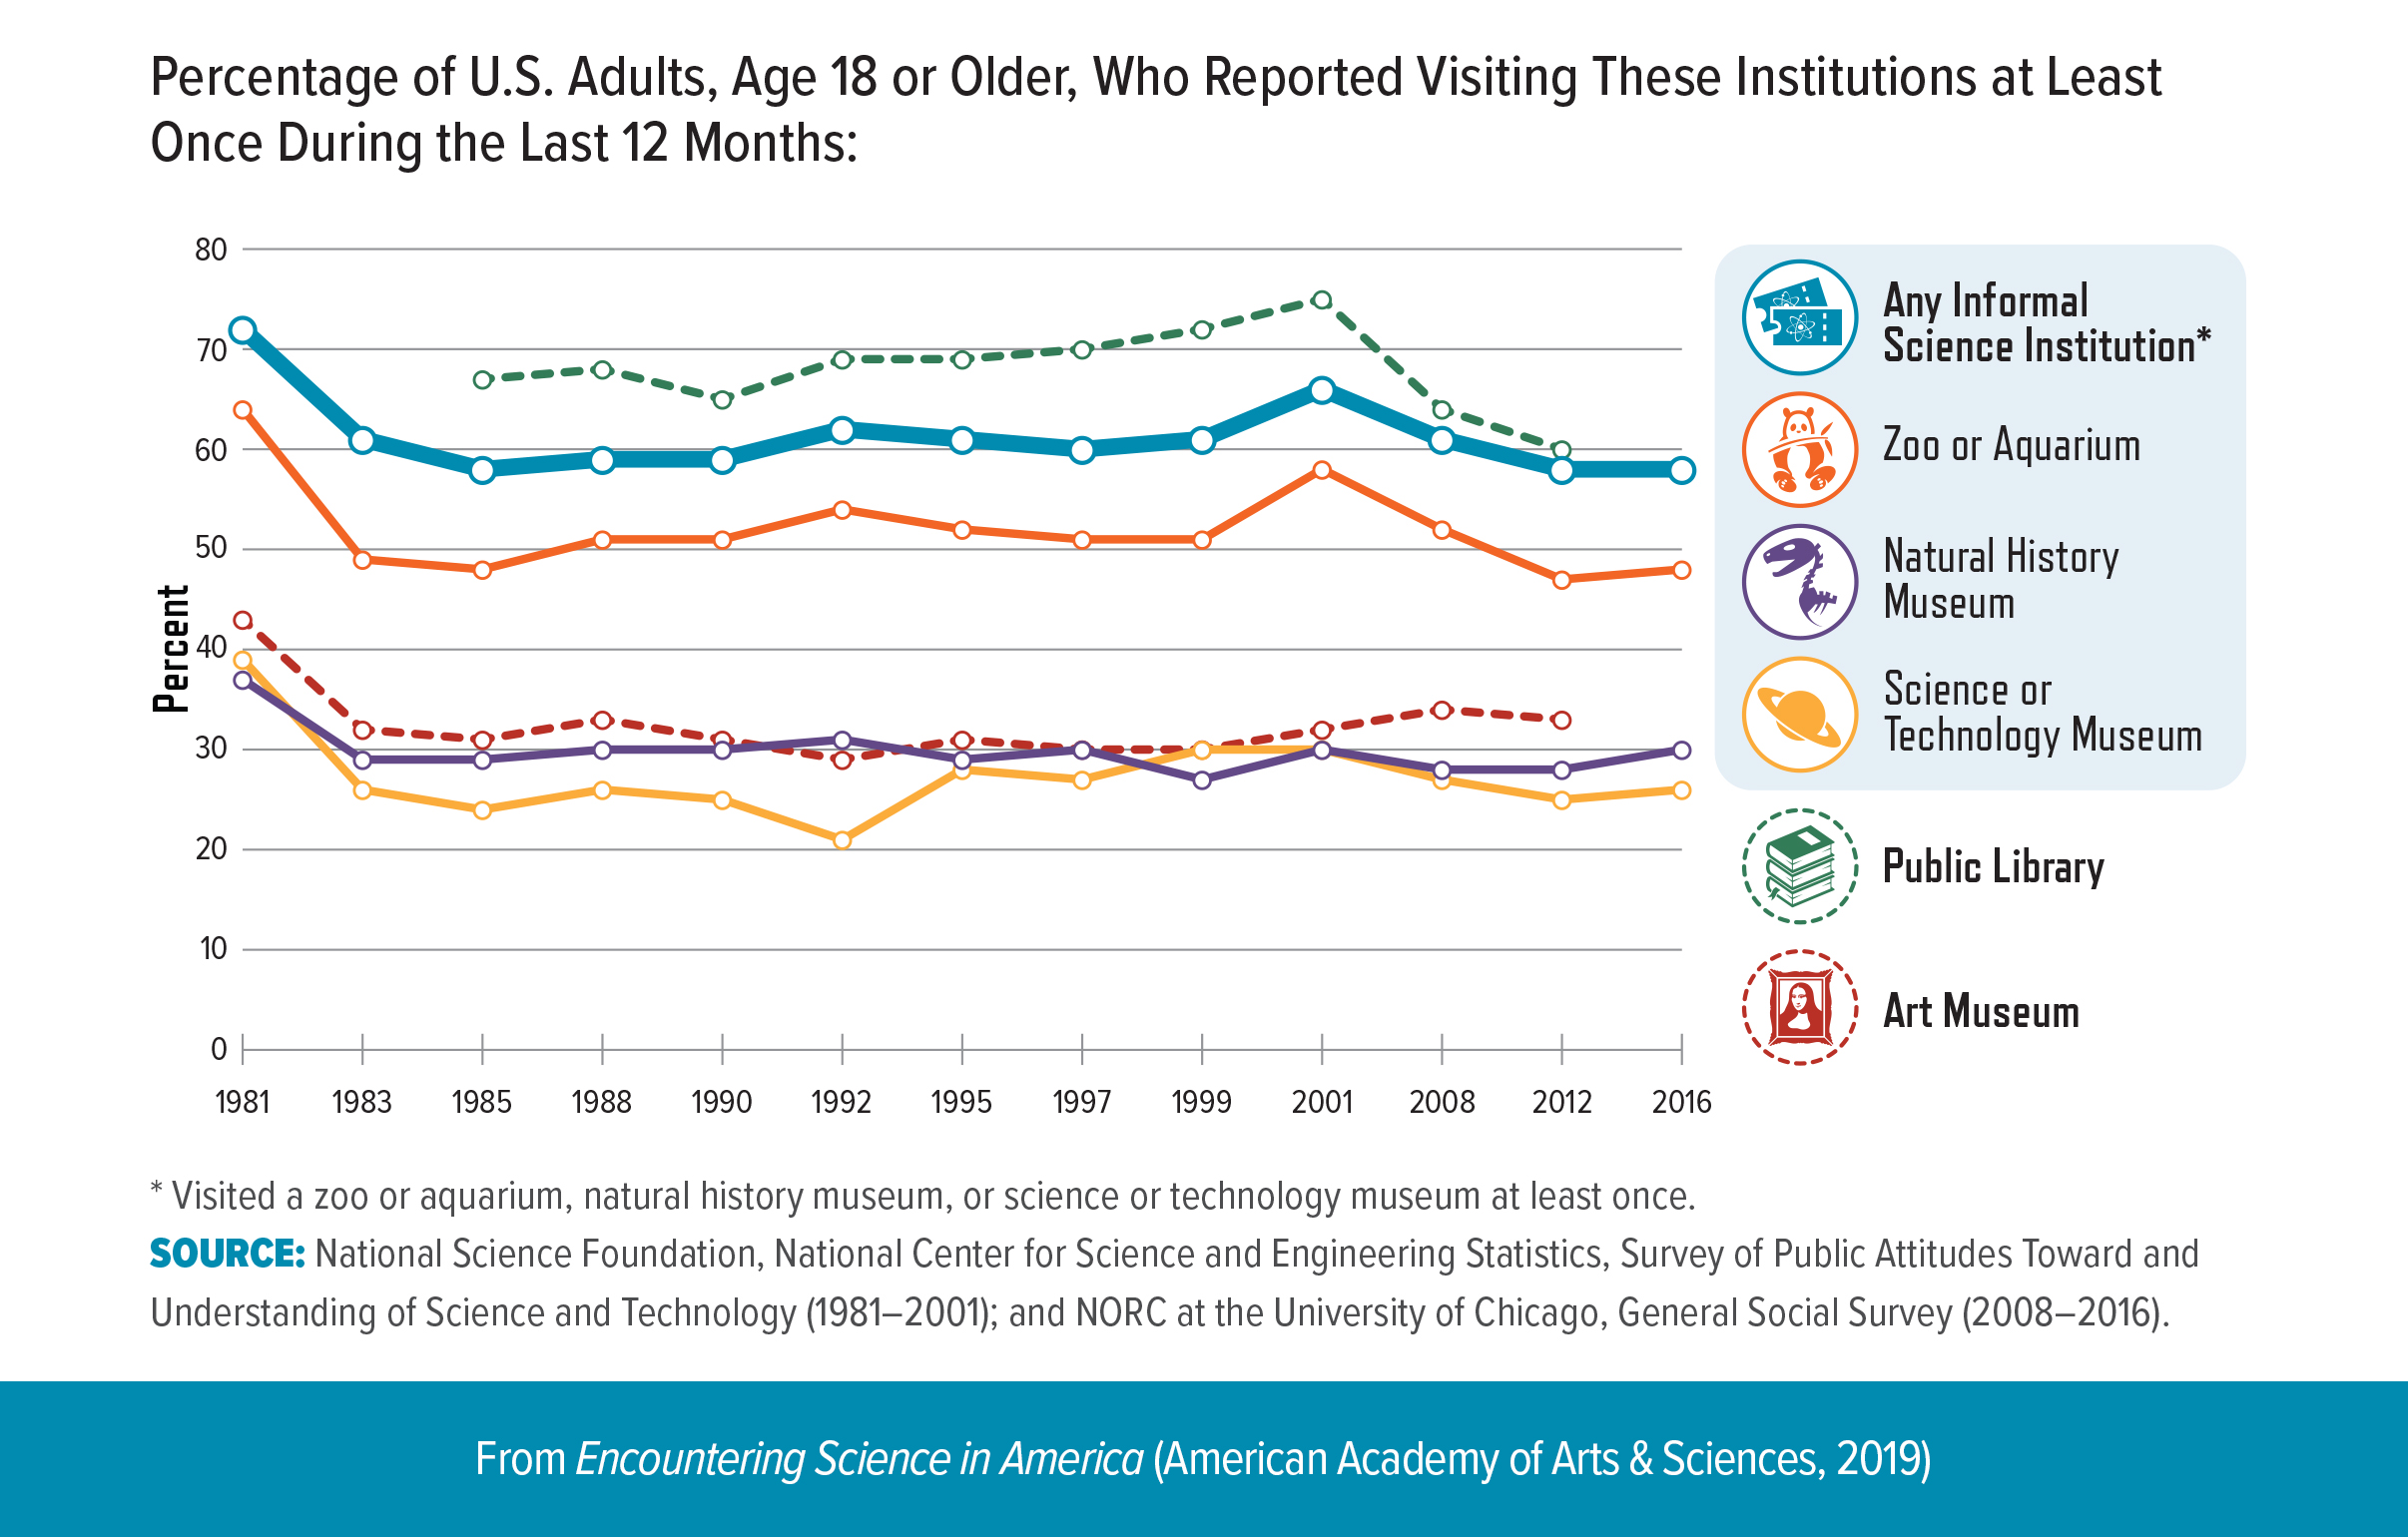 Percentage of U.S. Adults, Age 18 or Older, Who Reported Visiting These Institutions at Least
Once During the Last 12 Months:
80
70
60
50
40
30
20
10
0
Percent
1981 1983 1985 1988 1990 1992 1995 1997 1999 2001 2008 2012 2016
Any Informal
Science Institution*
Zoo or Aquarium
Natural History
Museum
Science or
Technology Museum
Public Library
Art Museum
* Visited a zoo or aquarium, natural history museum, or science or technology museum at least once.
SOURCE: National Science Foundation, National Center for Science and Engineering Statistics, Survey of Public Attitudes Toward and
Understanding of Science and Technology (1981–2001); and NORC at the University of Chicago, General Social Survey (2008–2016).
From Encountering Science in America (American Academy of Arts & Sciences, 2019)